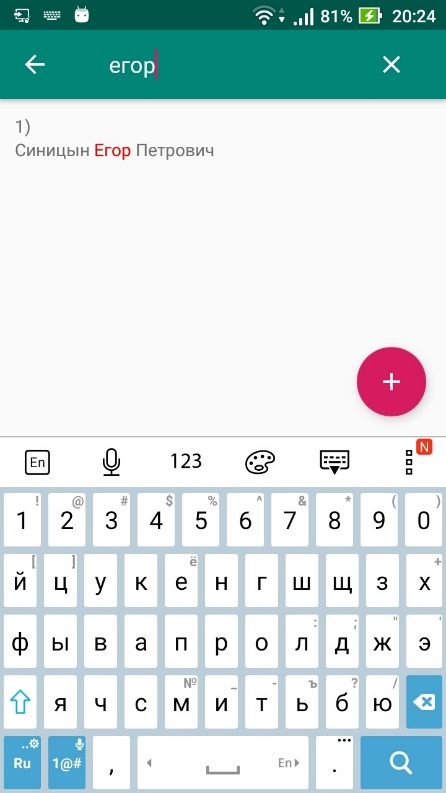 81% 20:24
егор
1)
Синицын Егор Петрович
+
N
En 123
! @ # $ % ^ & * ( )
1 2 3 4 5 6 7 8 9 0
[ ] ё +
й ц у к е н г ш щ з х
: ; " '
ф ы в а п р о л д ж э
№ _ - ъ ? /
я ч с м и т ь б ю
Ru 1@# , En .